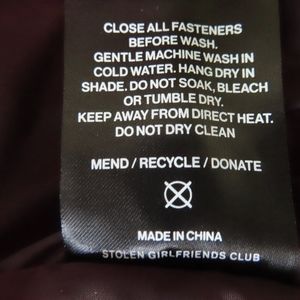 CLOSE ALL FASTENERS
BEFORE WASH.
GENTLE MACHINE WASH IN
COLD WATER. HANG DRY IN
SHADE. DO NOT SOAK, BLEACH
OR TUMBLE DRY.
KEEP AWAY FROM DIRECT HEAT.
DO NOT DRY CLEAN
MEND / RECYCLE / DONATE
MADE IN CHINA
STOLEN GIRLFRIENDS CLUB